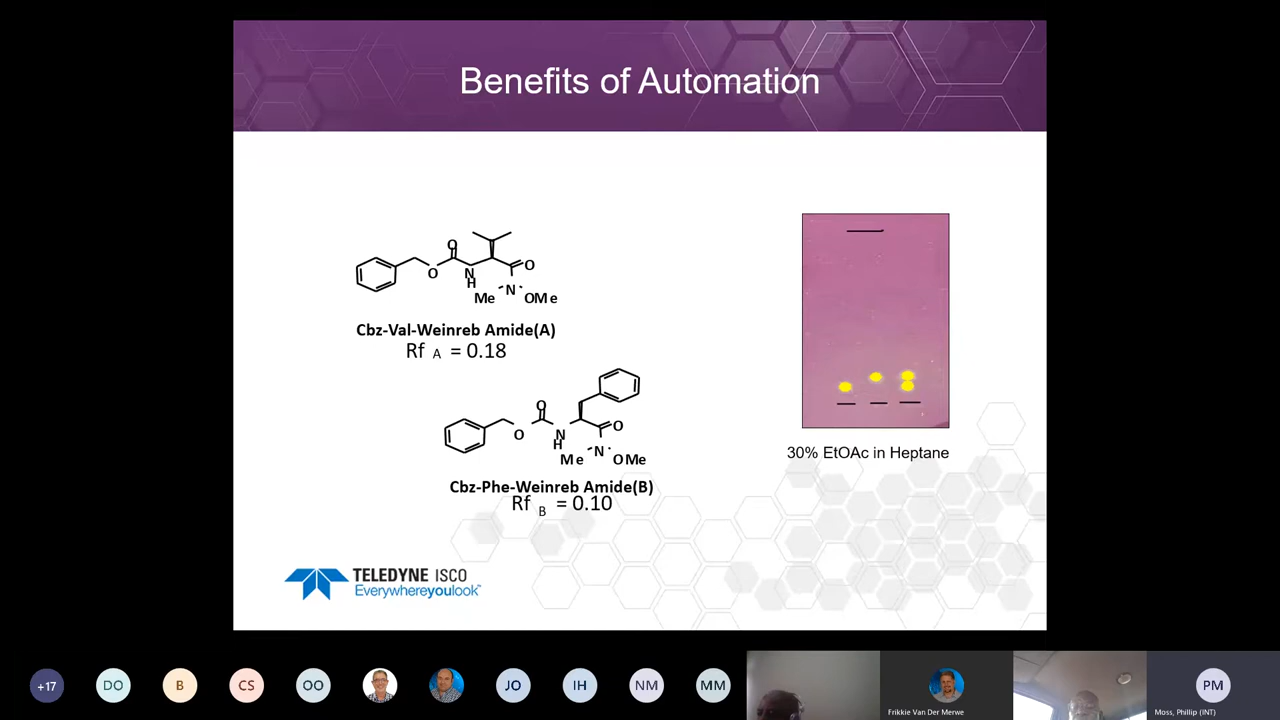 Benefits of Automation
O
O
O
N
H
N
Me
OMe
Cbz-Val-Weinreb Amide(A)
Rf A = 0.18
O
O
O
N
H
N
Me
OMe
Cbz-Phe-Weinreb Amide(B)
Rf B = 0.10
30% EtOAc in Heptane
TELEDYNE ISCO
Everywhereyoulook™
+17
DO
B
CS
OO
JO
IH
NM
MM
Frikkie Van Der Merwe
PM
Moss, Phillip (INT)